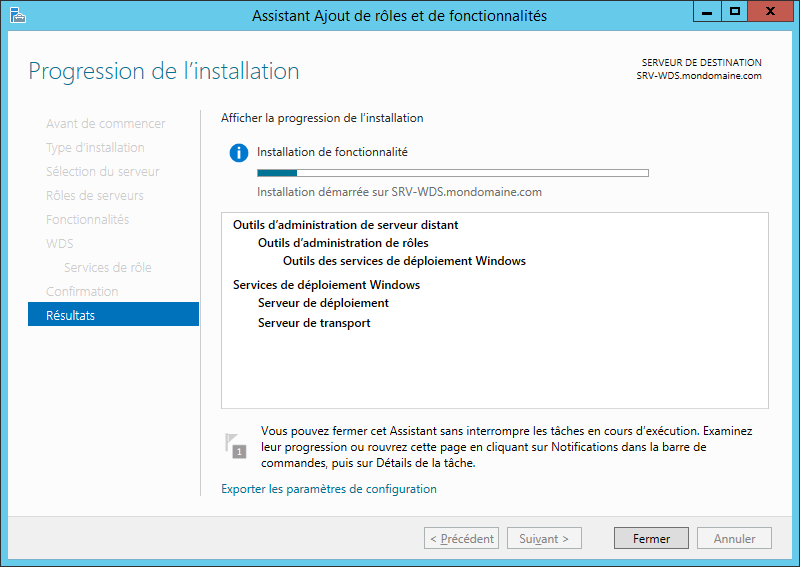 Assistant Ajout de rôles et de fonctionnalités
Progression de l'installation
SERVEUR DE DESTINATION
SRV-WDS.mondomaine.com
Avant de commencer
Type d'installation
Sélection du serveur
Rôles de serveurs
Fonctionnalités
WDS
Services de rôle
Confirmation
Résultats
Afficher la progression de l'installation
Installation de fonctionnalité
Installation démarrée sur SRV-WDS.mondomaine.com
Outils d'administration de serveur distant
Outils d'administration de rôles
Outils des services de déploiement Windows
Services de déploiement Windows
Serveur de déploiement
Serveur de transport
1
Vous pouvez fermer cet Assistant sans interrompre les tâches en cours d'exécution. Examinez
leur progression ou rouvrez cette page en cliquant sur Notifications dans la barre de
commandes, puis sur Détails de la tâche.
Exporter les paramètres de configuration
< Précédent
Suivant >
Fermer
Annuler